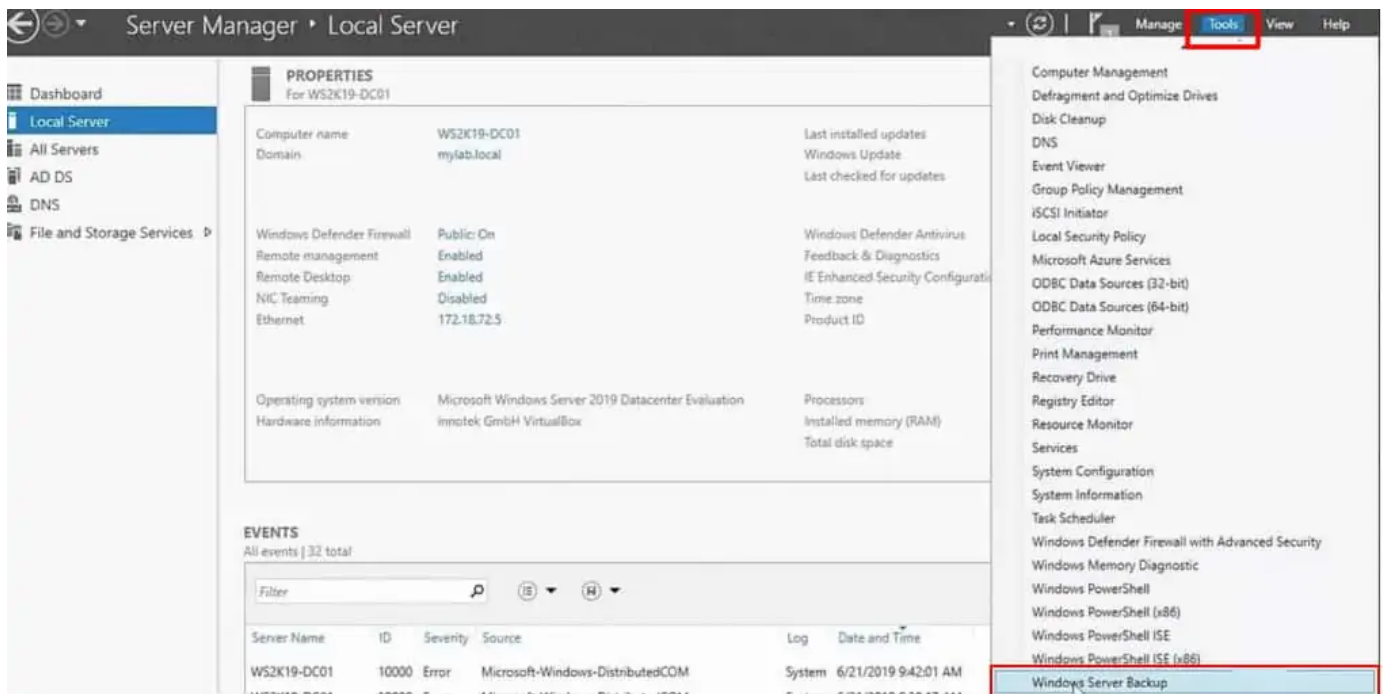 Server Manager • Local Server
Manage Tools View Help
Dashboard
Local Server
All Servers
AD DS
DNS
File and Storage Services
PROPERTIES
For WS2K19-DC01
Computer name WS2K19-DC01 Last installed updates
Domain mylab.local Windows Update
Last checked for updates
Windows Defender Firewall Public: On Windows Defender Antivirus
Remote management Enabled Feedback & Diagnostics
Remote Desktop Enabled IE Enhanced Security Configuratio
NIC Teaming Disabled Time zone
Ethernet 172.18.72.5 Product ID
Operating system version Microsoft Windows Server 2019 Datacenter Evaluation Processors
Hardware information innotek GmbH VirtualBox Installed memory (RAM)
Total disk space
EVENTS
All events | 32 total
Filter
Server Name ID Severity Source Log Date and Time
WS2K19-DC01 10000 Error Microsoft-Windows-DistributedCOM System 6/21/2019 9:42:01 AM
Computer Management
Defragment and Optimize Drives
Disk Cleanup
DNS
Event Viewer
Group Policy Management
iSCSI Initiator
Local Security Policy
Microsoft Azure Services
ODBC Data Sources (32-bit)
ODBC Data Sources (64-bit)
Performance Monitor
Print Management
Recovery Drive
Registry Editor
Resource Monitor
Services
System Configuration
System Information
Task Scheduler
Windows Defender Firewall with Advanced Security
Windows Memory Diagnostic
Windows PowerShell
Windows PowerShell (x86)
Windows PowerShell ISE
Windows PowerShell ISE (x86)
Windows Server Backup